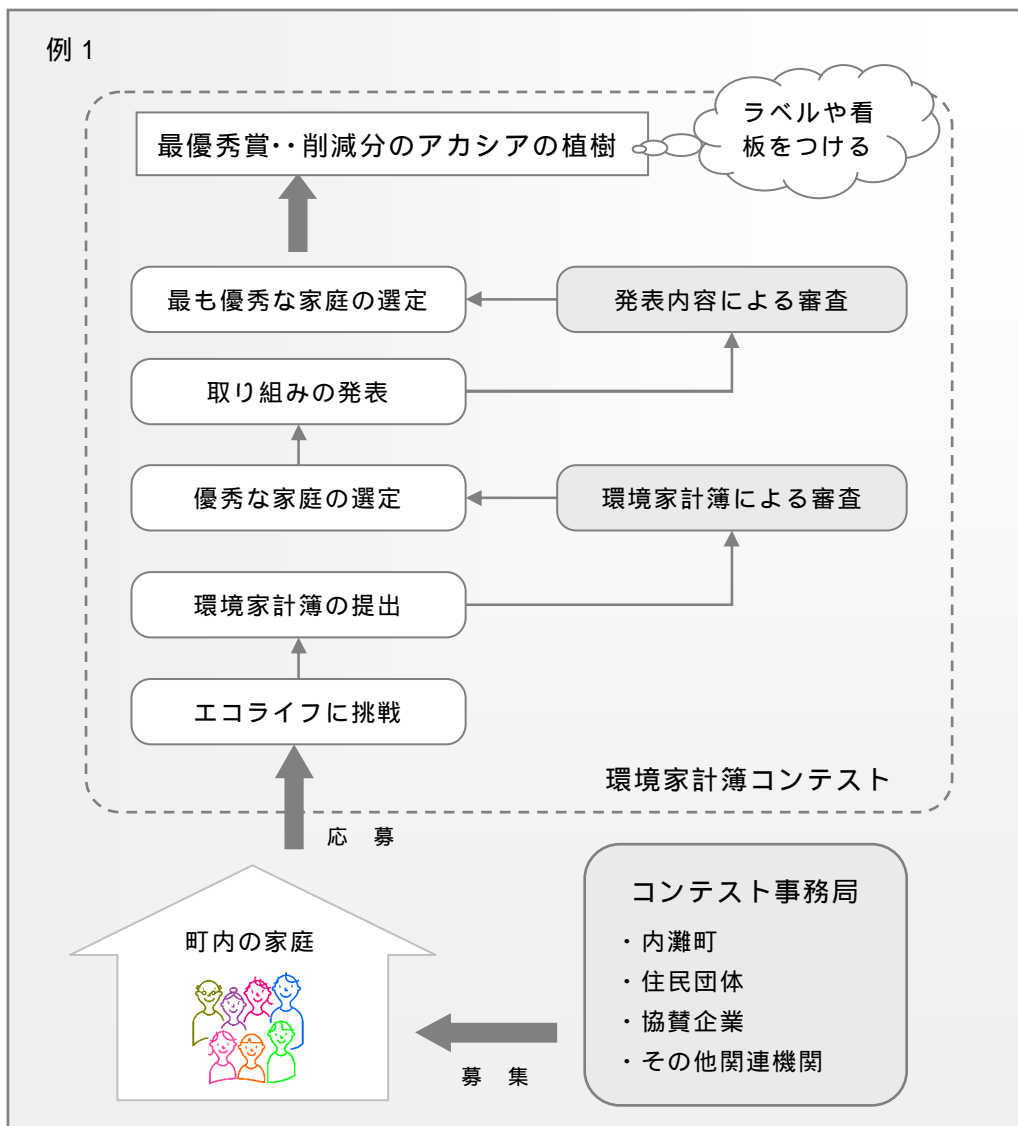 例1
最優秀賞・・削減分のアカシアの植樹
ラベルや看
板をつける
最も優秀な家庭の選定
発表内容による審査
取り組みの発表
優秀な家庭の選定
環境家計簿による審査
環境家計簿の提出
エコライフに挑戦
環境家計簿コンテスト
応 募
町内の家庭
コンテスト事務局
・内灘町
・住民団体
・協賛企業
・その他関連機関
募 集